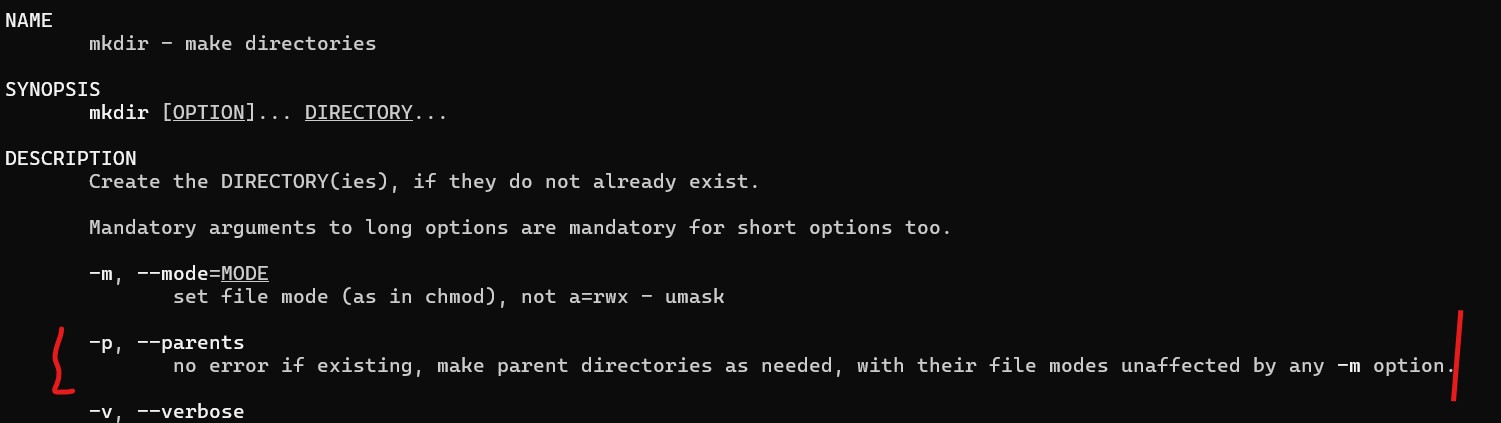 NAME
mkdir - make directories
SYNOPSIS
mkdir [OPTION]... DIRECTORY...
DESCRIPTION
Create the DIRECTORY(ies), if they do not already exist.
Mandatory arguments to long options are mandatory for short options too.
-m, --mode=MODE
set file mode (as in chmod), not a=rwx - umask
-p, --parents
no error if existing, make parent directories as needed, with their file modes unaffected by any -m option.
-v, --verbose